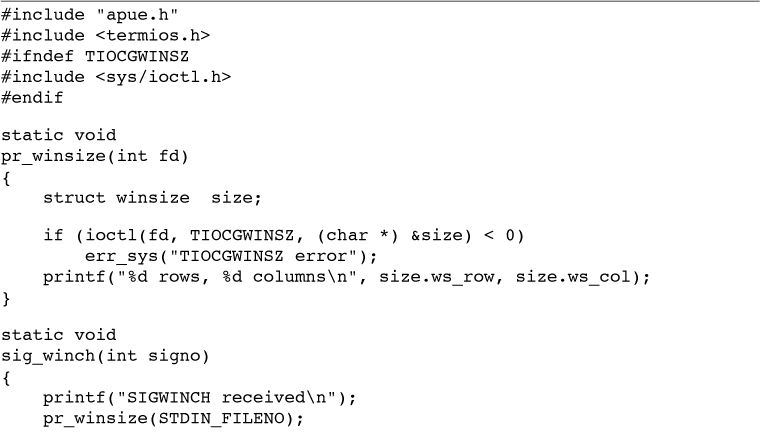 #include "apue.h"
#include <termios.h>
#ifndef TIOCGWINSZ
#include <sys/ioctl.h>
#endif

static void
pr_winsize(int fd)
{
    struct winsize  size;

    if (ioctl(fd, TIOCGWINSZ, (char *) &size) < 0)
        err_sys("TIOCGWINSZ error");
    printf("%d rows, %d columns\n", size.ws_row, size.ws_col);
}

static void
sig_winch(int signo)
{
    printf("SIGWINCH received\n");
    pr_winsize(STDIN_FILENO);